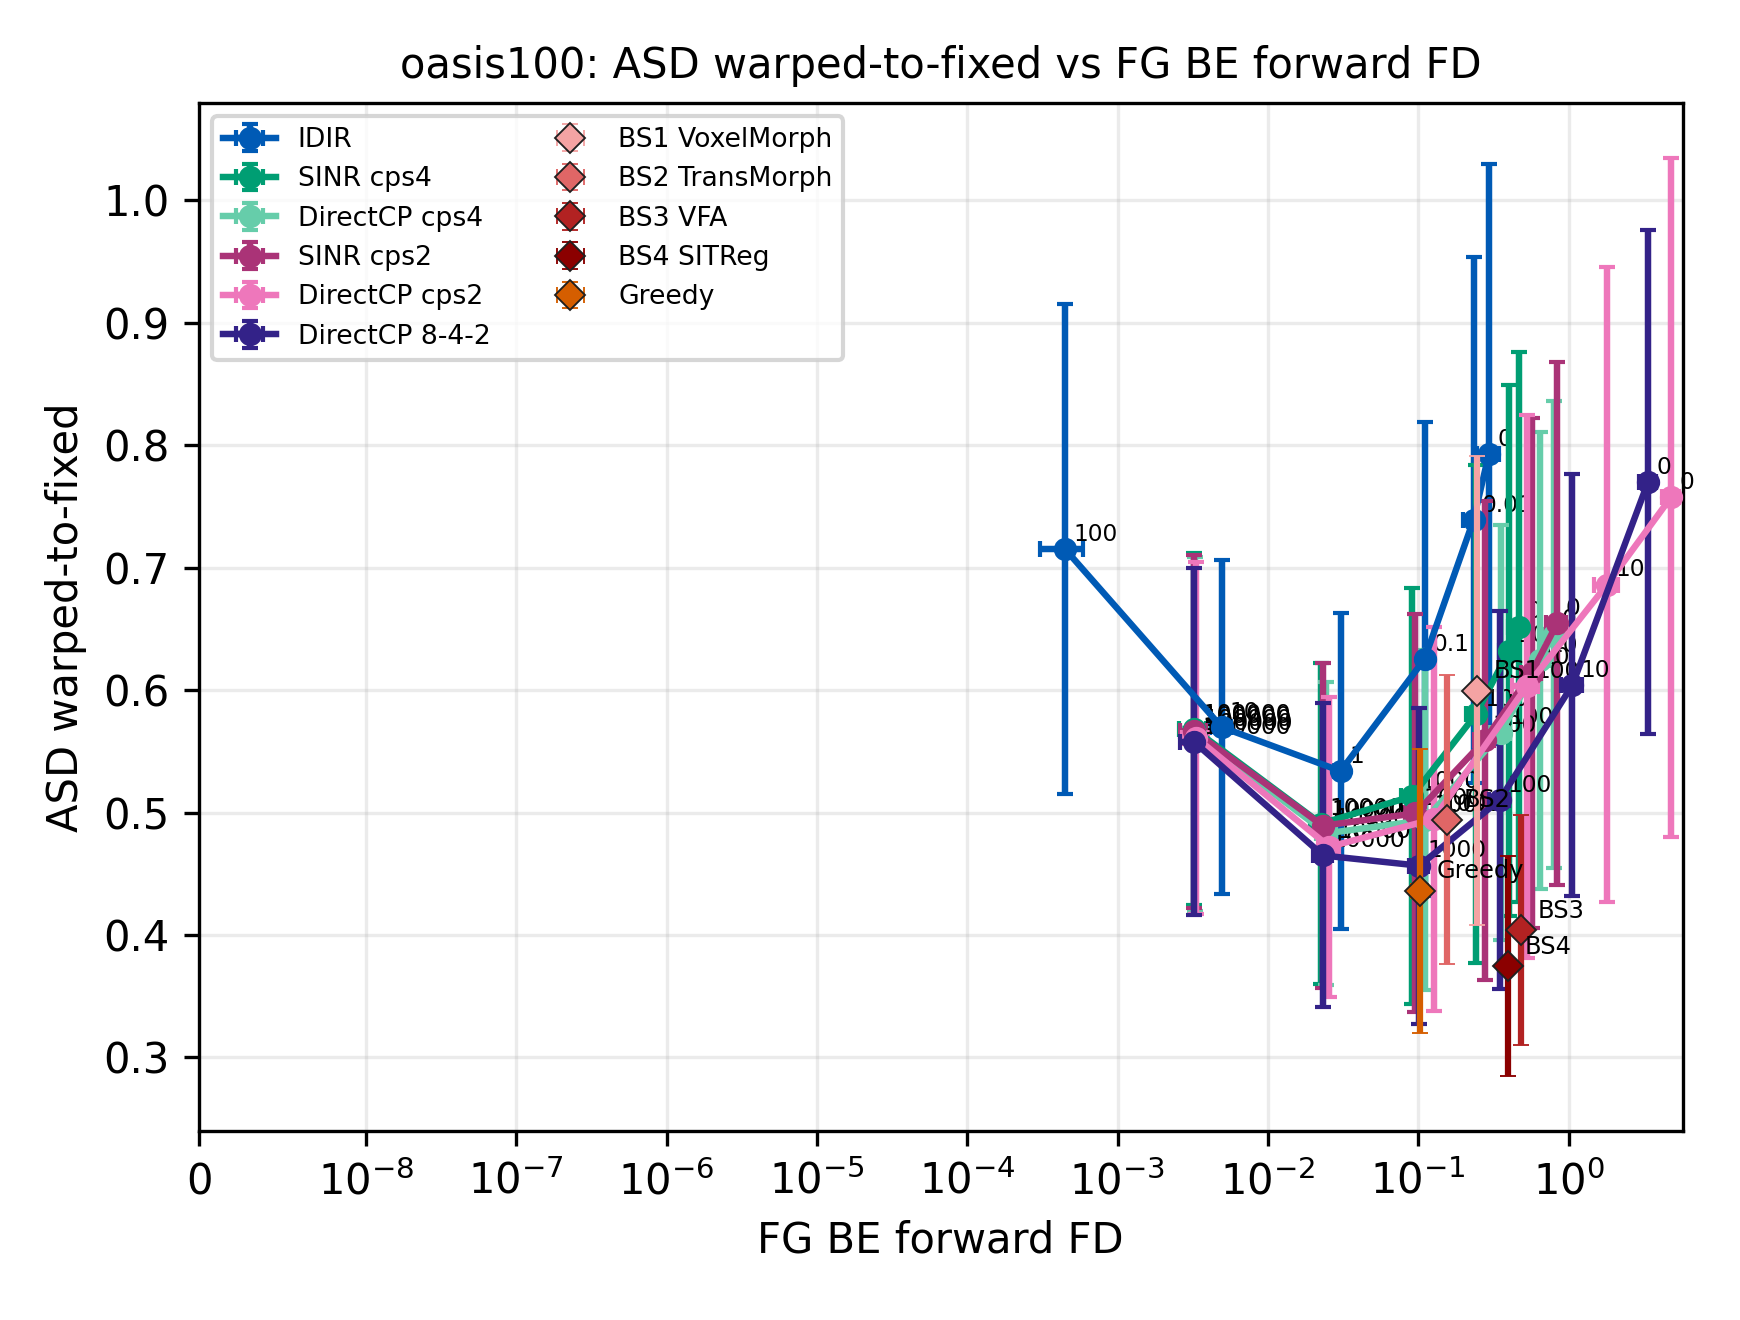 oasis100: ASD warped-to-fixed vs FG BE forward FD
IDIR
SINR cps4
DirectCP cps4
SINR cps2
DirectCP cps2
DirectCP 8-4-2
BS1 VoxelMorph
BS2 TransMorph
BS3 VFA
BS4 SITReg
Greedy
ASD warped-to-fixed
1.0
0.9
0.8
0.7
0.6
0.5
0.4
0.3
100
1
0.1
0
0
10
10
100
1000
BS1
BS2
Greedy
BS3
BS4
0
10⁻⁸
10⁻⁷
10⁻⁶
10⁻⁵
10⁻⁴
10⁻³
10⁻²
10⁻¹
10⁰
FG BE forward FD